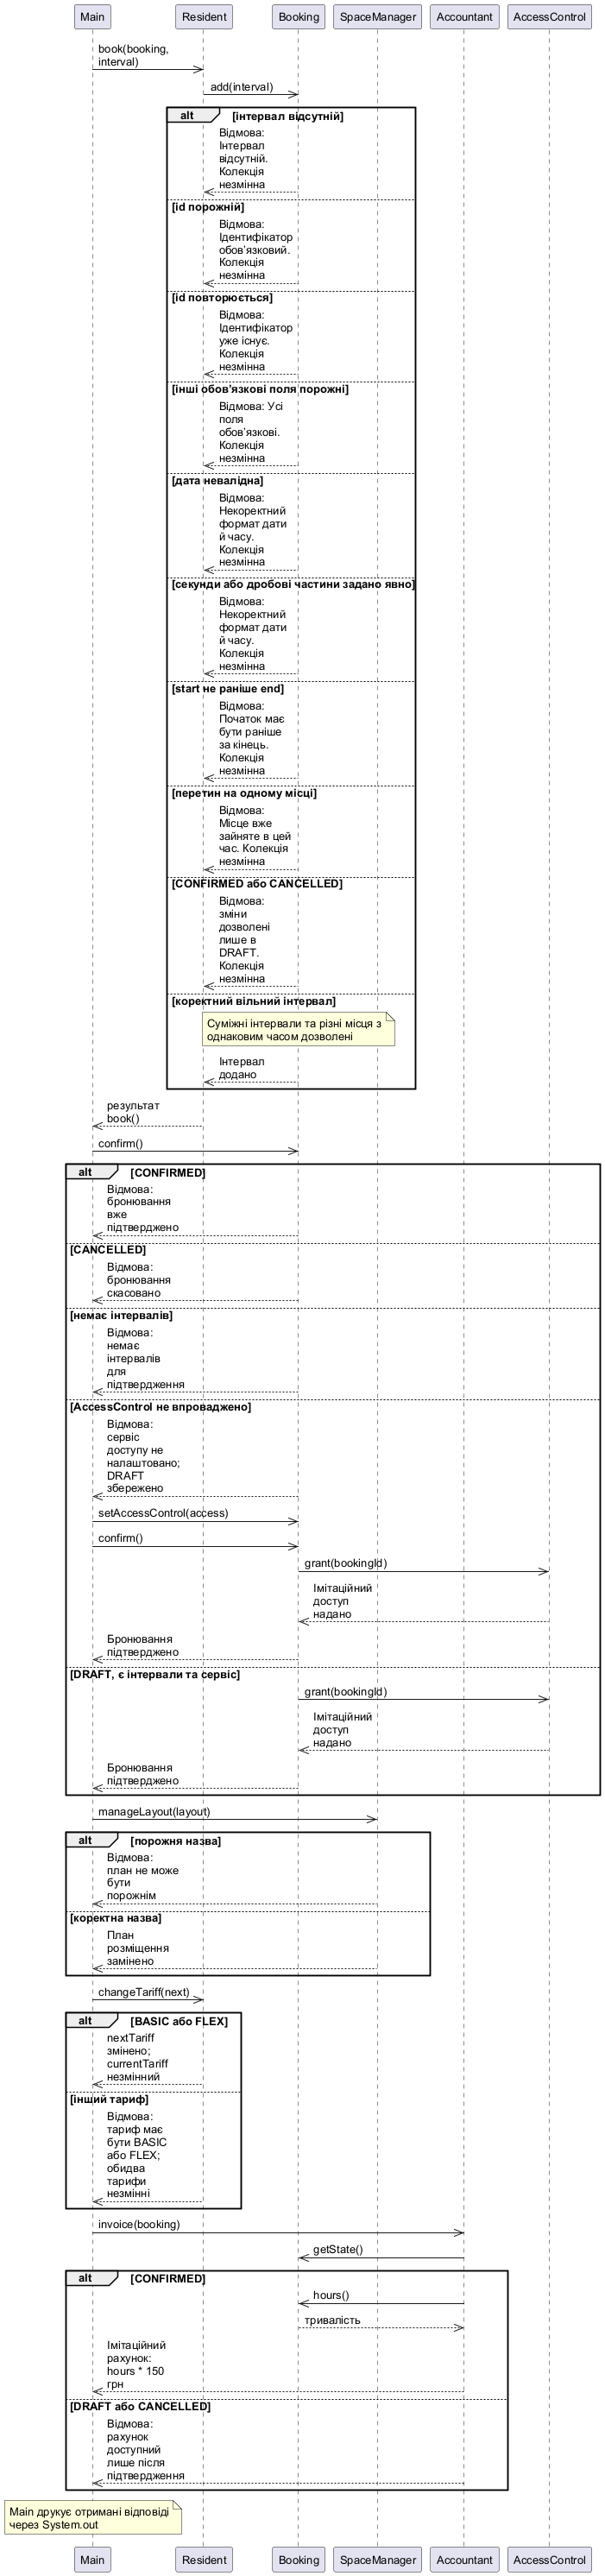 Main
Resident
Booking
SpaceManager
Accountant
AccessControl
book(booking,
interval)
add(interval)
alt
[інтервал відсутній]
Відмова:
Інтервал
відсутній.
Колекція
незмінна
[id порожній]
Відмова:
Ідентифікатор
обов'язковий.
Колекція
незмінна
[id повторюється]
Відмова:
Ідентифікатор
уже існує.
Колекція
незмінна
[інші обов'язкові поля порожні]
Відмова: Усі
поля
обов'язкові.
Колекція
незмінна
[дата невалідна]
Відмова:
Некоректний
формат дати
й часу.
Колекція
незмінна
[секунди або дробові частини задано явно]
Відмова:
Некоректний
формат дати
й часу.
Колекція
незмінна
[start не раніше end]
Відмова:
Початок має
бути раніше
за кінець.
Колекція
незмінна
[перетин на одному місці]
Відмова:
Місце вже
зайняте в цей
час. Колекція
незмінна
[CONFIRMED або CANCELLED]
Відмова:
зміни
дозволені
лише в
DRAFT.
Колекція
незмінна
[коректний вільний інтервал]
Суміжні інтервали та різні місця з
однаковим часом дозволені
Інтервал
додано
результат
book()
confirm()
alt
[CONFIRMED]
Відмова:
бронювання
вже
підтверджено
[CANCELLED]
Відмова:
бронювання
скасовано
[немає інтервалів]
Відмова:
немає
інтервалів
для
підтвердження
[AccessControl не впроваджено]
Відмова:
сервіс
доступу не
налаштовано;
DRAFT
збережено
setAccessControl(access)
confirm()
grant(bookingId)
Імітаційний
доступ
надано
Бронювання
підтверджено
[DRAFT, є інтервали та сервіс]
grant(bookingId)
Імітаційний
доступ
надано
Бронювання
підтверджено
manageLayout(layout)
alt
[порожня назва]
Відмова:
план не може
бути
порожнім
[коректна назва]
План
розміщення
замінено
changeTariff(next)
alt
[BASIC або FLEX]
nextTariff
змінено;
currentTariff
незмінний
[інший тариф]
Відмова:
тариф має
бути BASIC
або FLEX;
обидва
тарифи
незмінні
invoice(booking)
getState()
alt
[CONFIRMED]
hours()
тривалість
Імітаційний
рахунок:
hours * 150
грн
[DRAFT або CANCELLED]
Відмова:
рахунок
доступний
лише після
підтвердження
Main друкує отримані відповіді
через System.out
Main
Resident
Booking
SpaceManager
Accountant
AccessControl